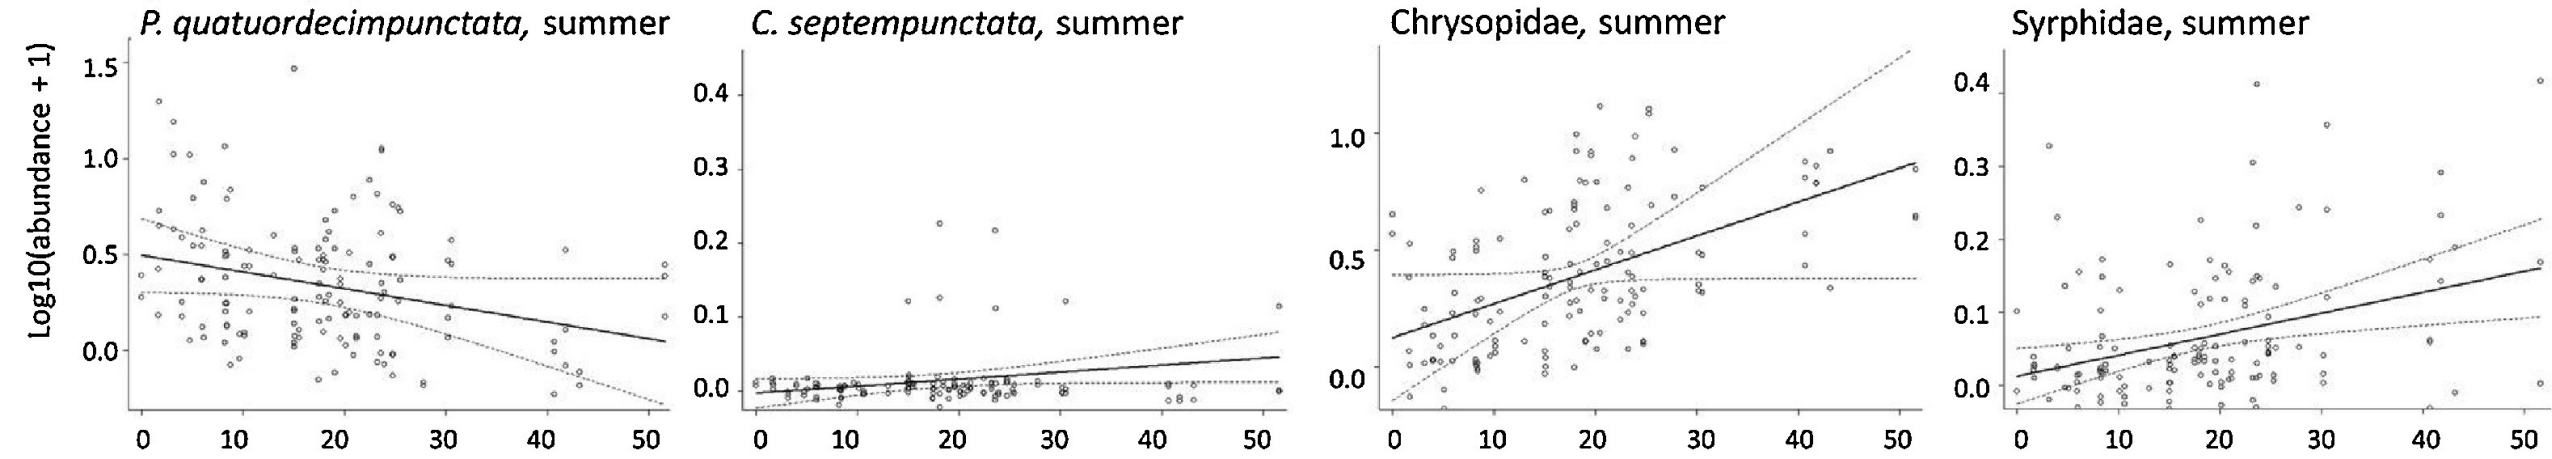 P. quatuordecimpunctata, summer
C. septempunctata, summer
Chrysopidae, summer
Syrphidae, summer
Log10(abundance + 1)
1.5
1.0
0.5
0.0
0 10 20 30 40 50
0.4
0.3
0.2
0.1
0.0
0 10 20 30 40 50
1.0
0.5
0.0
0 10 20 30 40 50
0.4
0.3
0.2
0.1
0.0
0 10 20 30 40 50